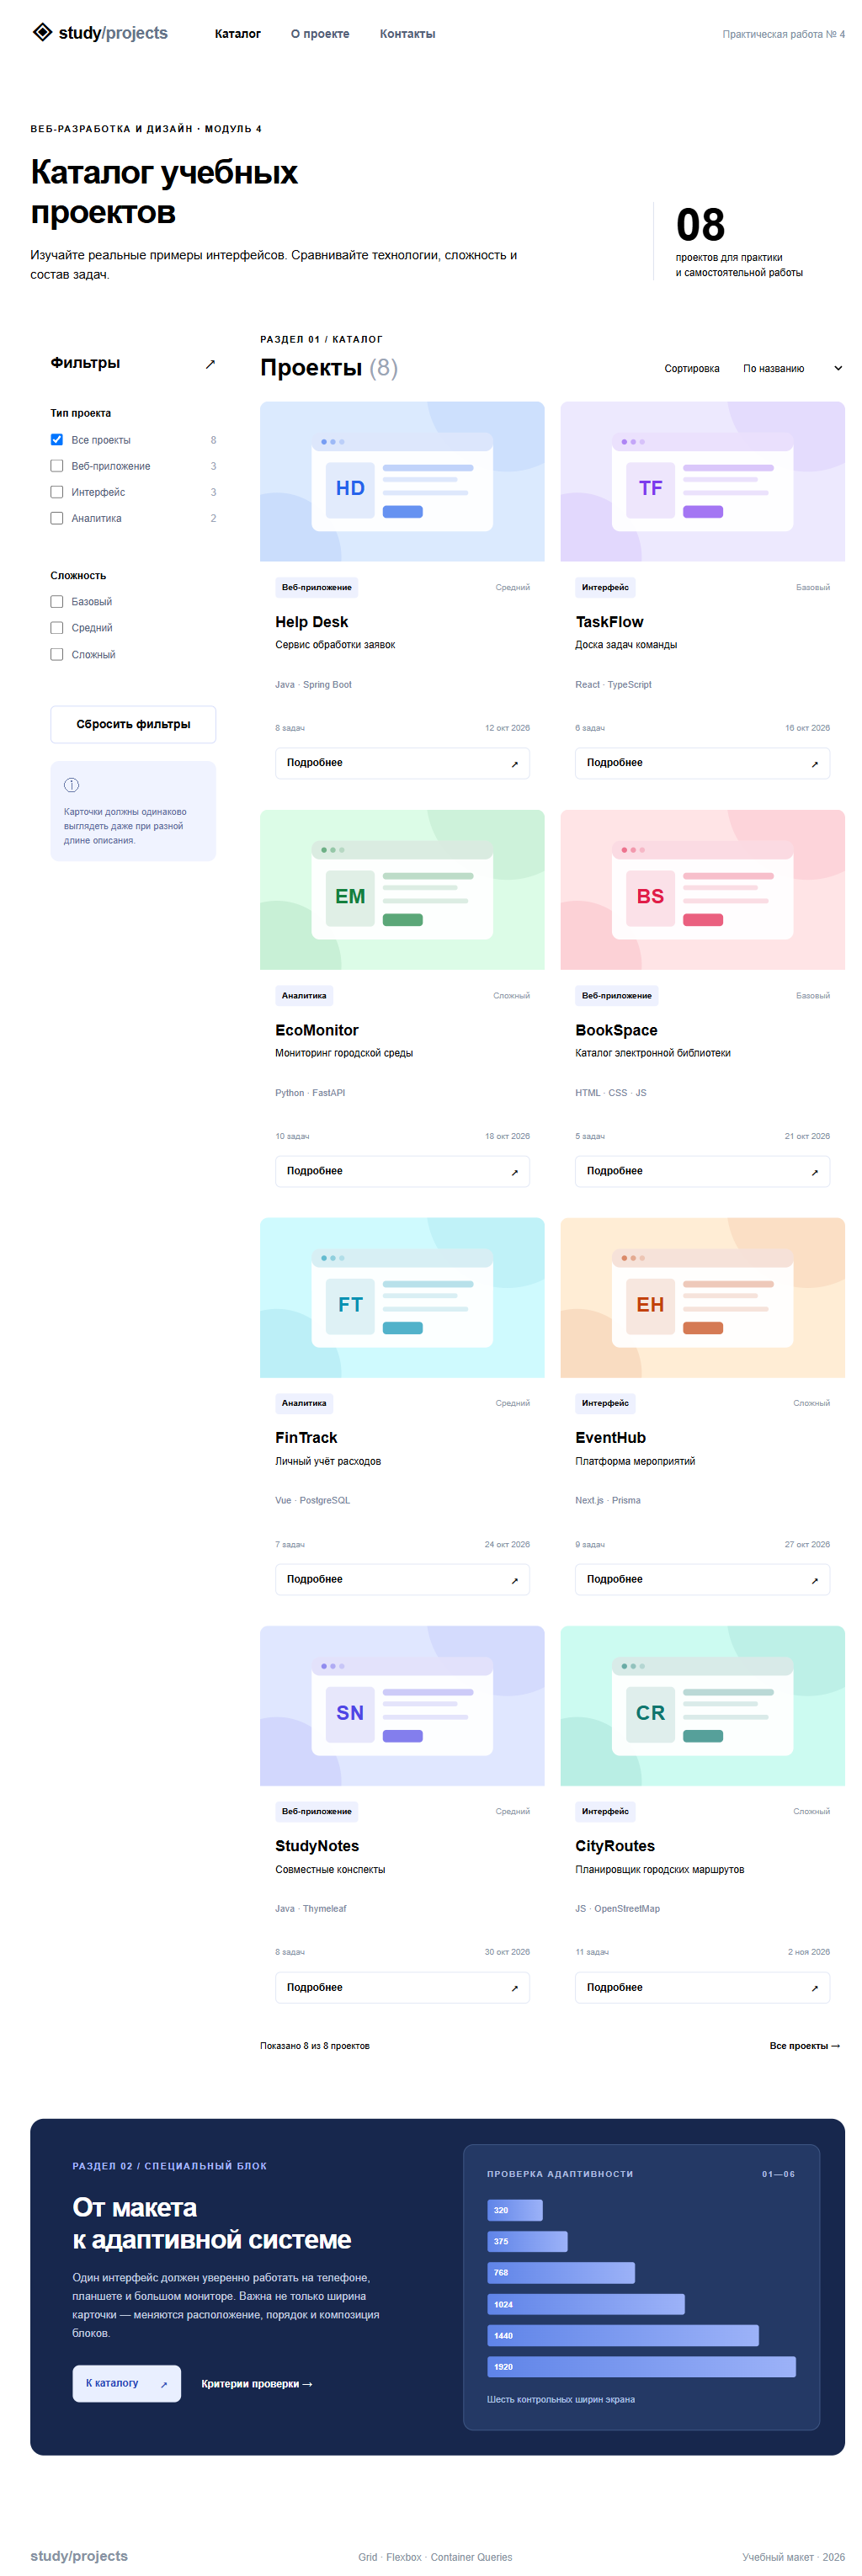 study/projects
Каталог
О проекте
Контакты
Практическая работа № 4
ВЕБ-РАЗРАБОТКА И ДИЗАЙН · МОДУЛЬ 4
Каталог учебных
проектов
Изучайте реальные примеры интерфейсов. Сравнивайте технологии, сложность и
состав задач.
08
проектов для практики
и самостоятельной работы
Фильтры ↗
Тип проекта
Все проекты 8
Веб-приложение 3
Интерфейс 3
Аналитика 2
Сложность
Базовый
Средний
Сложный
Сбросить фильтры
Карточки должны одинаково
выглядеть даже при разной
длине описания.
РАЗДЕЛ 01 / КАТАЛОГ
Проекты (8)
Сортировка По названию
HD
Веб-приложение Средний
Help Desk
Сервис обработки заявок
Java · Spring Boot
8 задач 12 окт 2026
Подробнее ↗
TF
Интерфейс Базовый
TaskFlow
Доска задач команды
React · TypeScript
6 задач 16 окт 2026
Подробнее ↗
EM
Аналитика Сложный
EcoMonitor
Мониторинг городской среды
Python · FastAPI
10 задач 18 окт 2026
Подробнее ↗
BS
Веб-приложение Базовый
BookSpace
Каталог электронной библиотеки
HTML · CSS · JS
5 задач 21 окт 2026
Подробнее ↗
FT
Аналитика Средний
FinTrack
Личный учёт расходов
Vue · PostgreSQL
7 задач 24 окт 2026
Подробнее ↗
EH
Интерфейс Сложный
EventHub
Платформа мероприятий
Next.js · Prisma
9 задач 27 окт 2026
Подробнее ↗
SN
Веб-приложение Средний
StudyNotes
Совместные конспекты
Java · Thymeleaf
8 задач 30 окт 2026
Подробнее ↗
CR
Интерфейс Сложный
CityRoutes
Планировщик городских маршрутов
JS · OpenStreetMap
11 задач 2 ноя 2026
Подробнее ↗
Показано 8 из 8 проектов
Все проекты →
РАЗДЕЛ 02 / СПЕЦИАЛЬНЫЙ БЛОК
От макета
к адаптивной системе
Один интерфейс должен уверенно работать на телефоне,
планшете и большом мониторе. Важна не только ширина
карточки — меняются расположение, порядок и композиция
блоков.
К каталогу ↗
Критерии проверки →
ПРОВЕРКА АДАПТИВНОСТИ 01—06
320
375
768
1024
1440
1920
Шесть контрольных ширин экрана
study/projects
Grid · Flexbox · Container Queries
Учебный макет · 2026